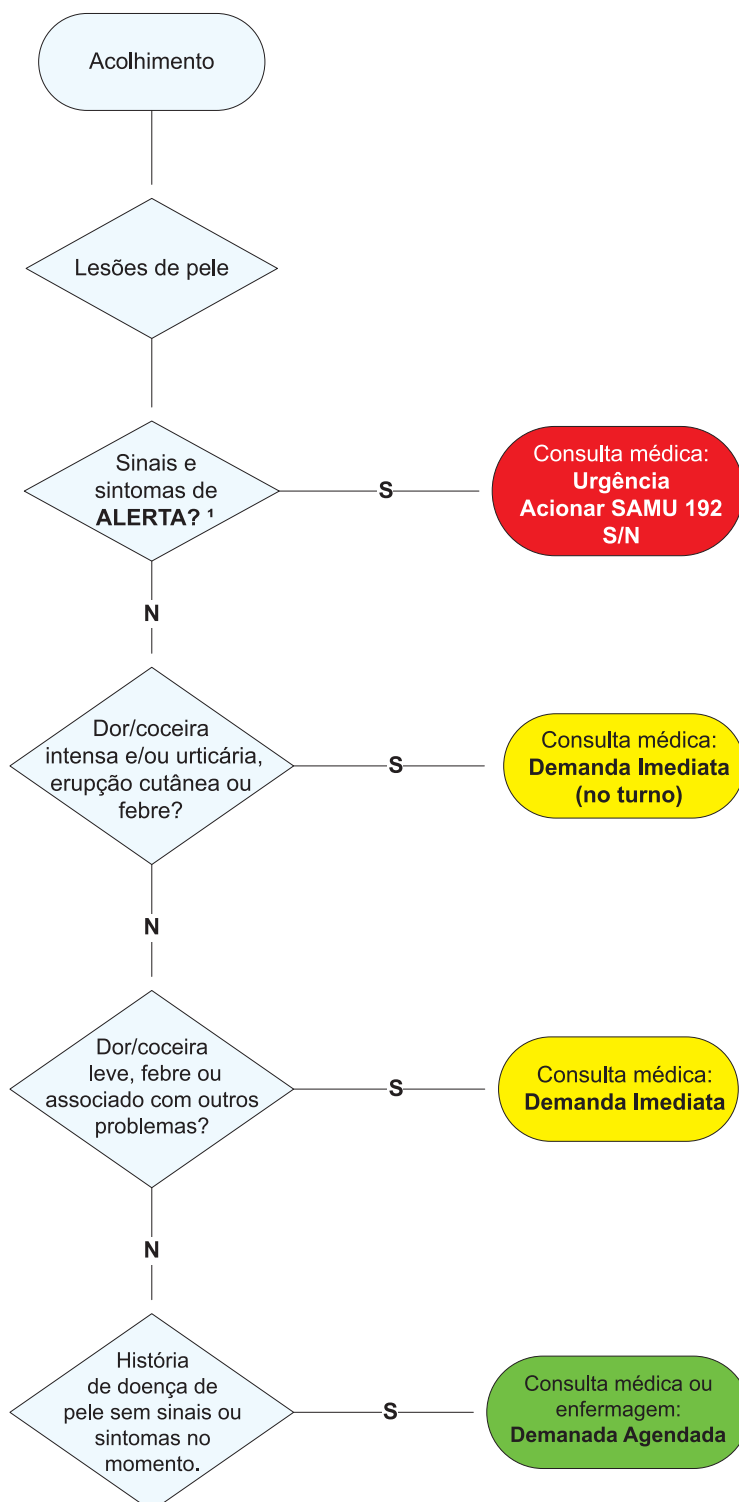 Acolhimento
Lesões de pele
Sinais e
sintomas de
ALERTA? ¹
S
Consulta médica:
Urgência
Acionar SAMU 192
S/N
N
Dor/coceira
intensa e/ou urticária,
erupção cutânea ou
febre?
S
Consulta médica:
Demanda Imediata
(no turno)
N
Dor/coceira
leve, febre ou
associado com outros
problemas?
S
Consulta médica:
Demanda Imediata
N
História
de doença de
pele sem sinais ou
sintomas no
momento.
S
Consulta médica ou
enfermagem:
Demanada Agendada